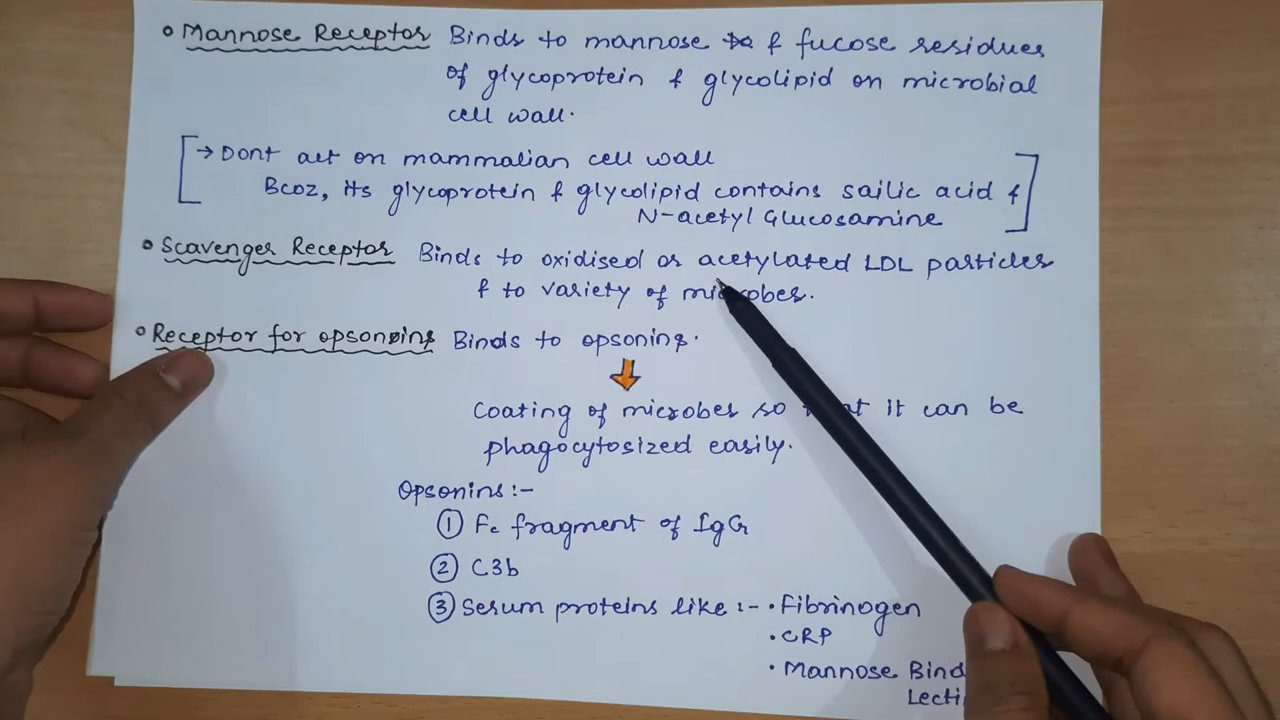 • Mannose Receptor Binds to mannose & fucose residues
of glycoprotein & glycolipid on microbial
cell wall.
→ Dont act on mammalian cell wall
Bcoz, its glycoprotein & glycolipid contains sailic acid &
N-acetyl Glucosamine
• Scavenger Receptor Binds to oxidised or acetylated LDL particles
& to variety of microbes.
• Receptor for opsonins Binds to opsonins.
Coating of microbes so it can be
phagocytosized easily.
Opsonins:-
① Fc fragment of IgG
② C3b
③ Serum proteins like :- • Fibrinogen
• CRP
• Mannose